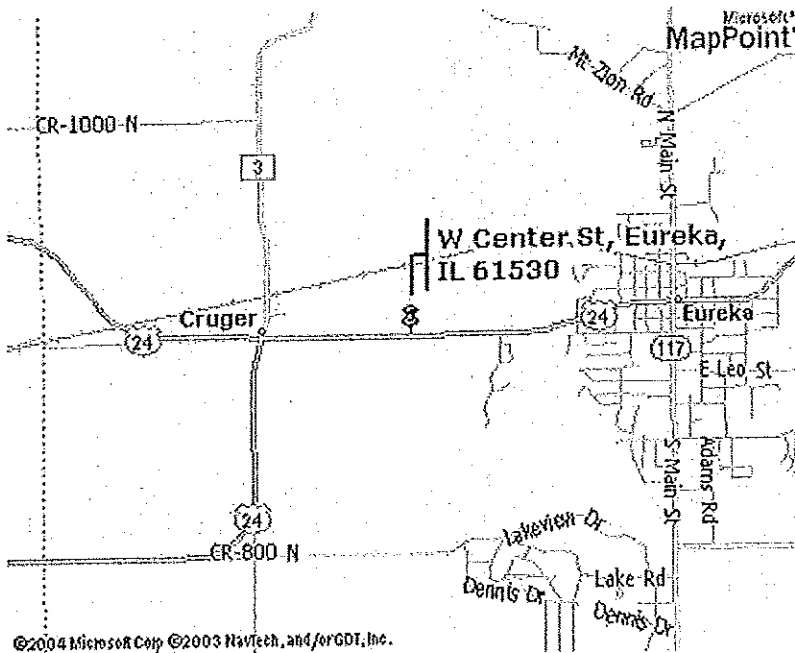 Microsoft®
MapPoint®
Mt Zion Rd
CR-1000 N
N Main St
3
W Center St, Eureka,
IL 61530
Cruger
24
24
Eureka
117
E Leo St
S Main St
Adams Rd
24
CR-800 N
Lakeview Dr
Dennis Dr
Lake Rd
Dennis Dr
©2004 Microsoft Corp ©2003 NavTech, and/or GDT, Inc.